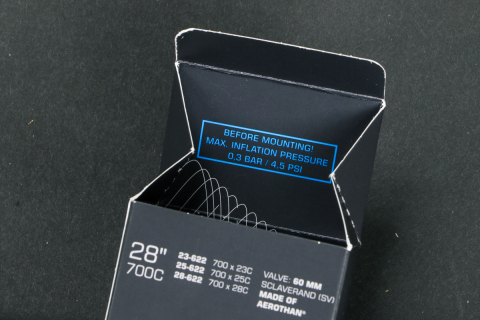 BEFORE MOUNTING!
MAX. INFLATION PRESSURE
0.3 BAR / 4.5 PSI
28"
700C
23-622 700 x 23C
25-622 700 x 25C
28-622 700 x 28C
VALVE: 60 MM
SCLAVERAND (SV)
MADE OF
AEROTHAN®